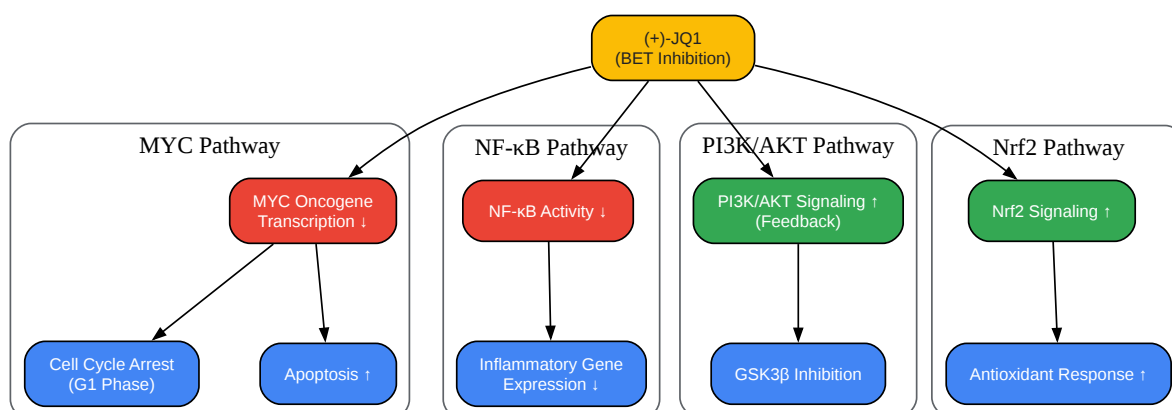 (+)-JQ1
(BET Inhibition)
MYC Pathway
NF-κB Pathway
PI3K/AKT Pathway
Nrf2 Pathway
MYC Oncogene
Transcription ↓
NF-κB Activity ↓
PI3K/AKT Signaling ↑
(Feedback)
Nrf2 Signaling ↑
Cell Cycle Arrest
(G1 Phase)
Apoptosis ↑
Inflammatory Gene
Expression ↓
GSK3β Inhibition
Antioxidant Response ↑